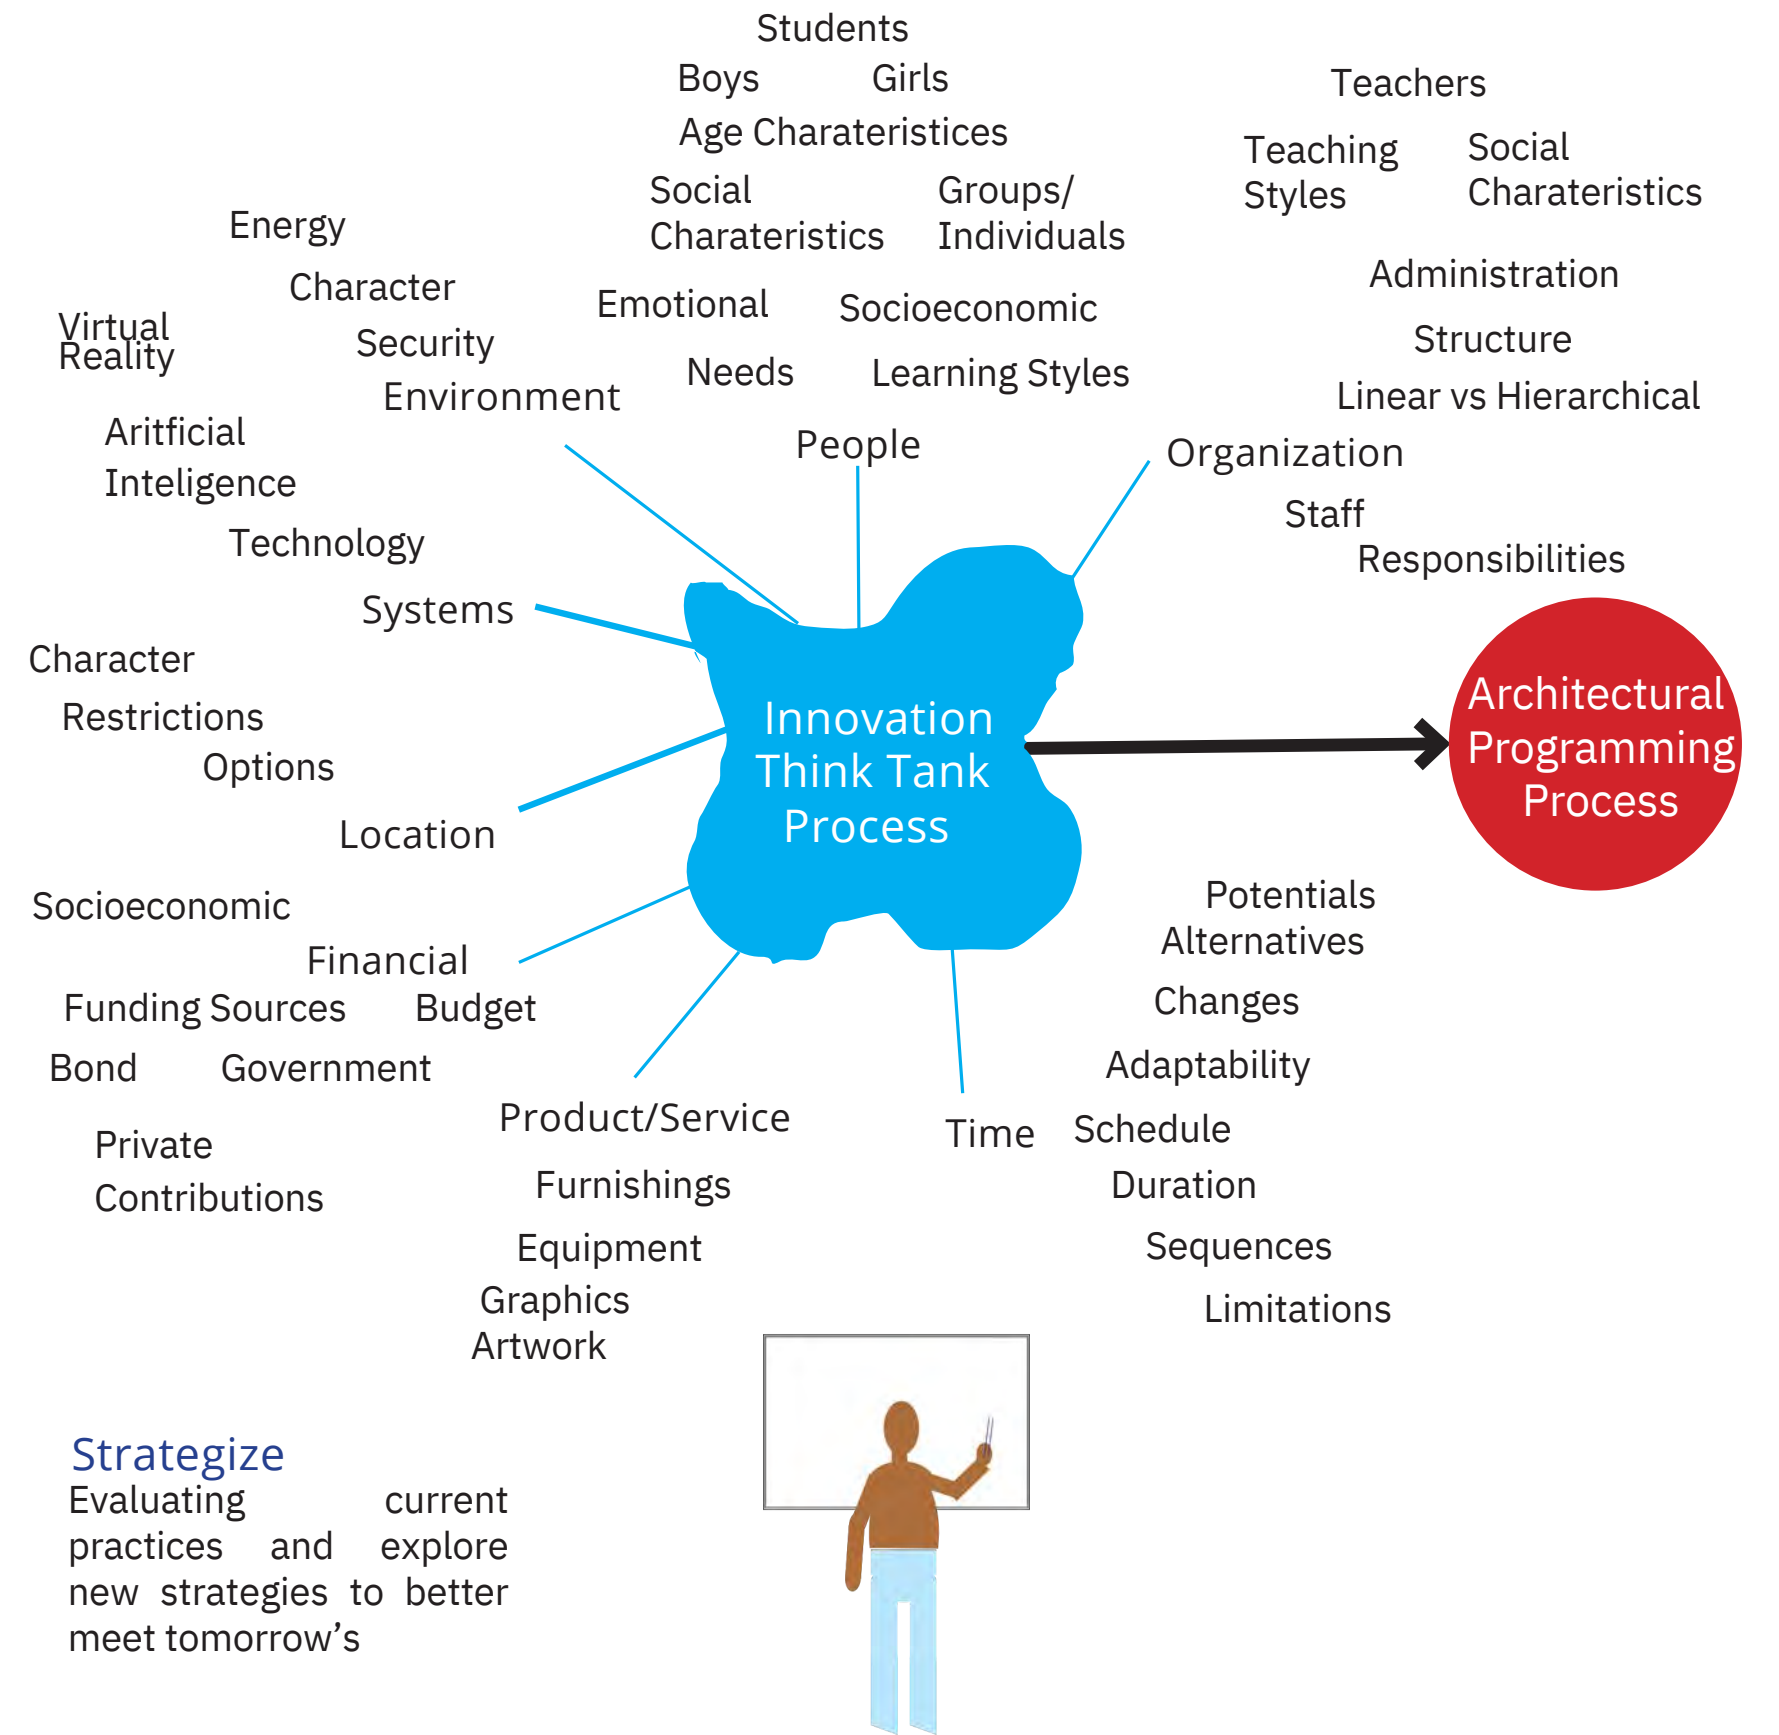 Students
Boys
Girls
Age Charateristices
Social
Charateristics
Groups/
Individuals
Emotional
Socioeconomic
Needs
Learning Styles
People
Teachers
Teaching
Styles
Social
Charateristics
Administration
Structure
Linear vs Hierarchical
Organization
Staff
Responsibilities
Energy
Character
Security
Environment
Virtual
Reality
Aritficial
Inteligence
Technology
Systems
Character
Restrictions
Options
Location
Innovation
Think Tank
Process
Architectural
Programming
Process
Socioeconomic
Financial
Funding Sources
Budget
Bond
Government
Private
Contributions
Product/Service
Furnishings
Equipment
Graphics
Artwork
Potentials
Alternatives
Changes
Adaptability
Time
Schedule
Duration
Sequences
Limitations
Strategize
Evaluating current
practices and explore
new strategies to better
meet tomorrow’s